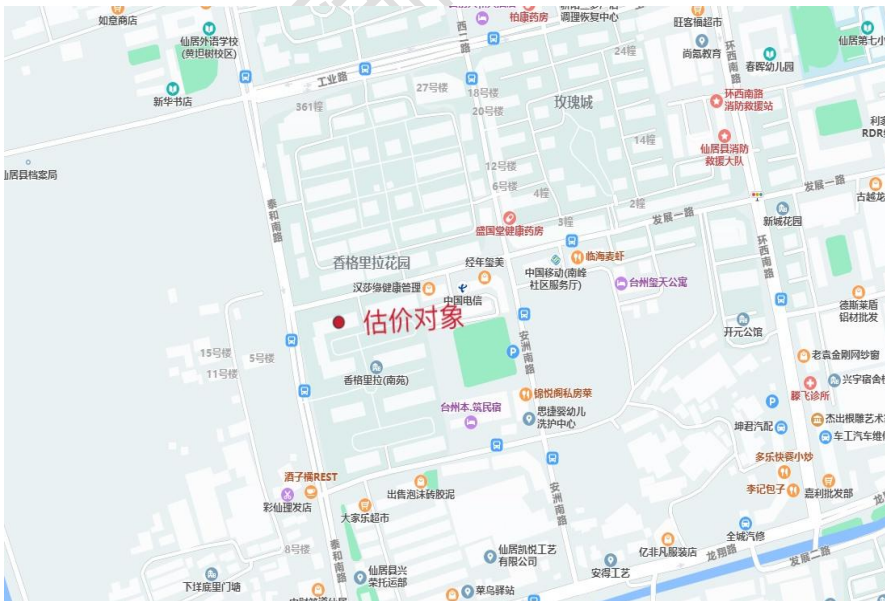 如意商店
仙居外语学校
(黄坦树校区)
新华书店
工业路
361幢
27号楼
西二路
柏康药房
调理恢复中心
旺客福超市
尚氪教育
24幢
环西南路
春晖幼儿园
仙居第七小
18号楼
20号楼
玫瑰城
环西南路
消防救援站
利家
RDRS
仙居县消防
救援大队
14幢
仙居县档案局
12号楼
6号楼
4幢
2幢
3幢
发展一路
发展一路
古越龙
新城花园
泰和南路
盛国堂健康药房
香格里拉花园
经年玺美
临海麦虾
汉莎缘健康管理
中国电信
中国移动(南峰
社区服务厅)
台州玺天公寓
环西南路
德斯莱盾
铝材批发
估价对象
安洲南路
开元公馆
15号楼
5号楼
11号楼
香格里拉(南苑)
P
老袁金刚网纱窗
兴宇宿舍
滕飞诊所
台州本.筑民宿
锦悦阁私房菜
思捷婴幼儿
洗护中心
P
坤君汽配
杰出根雕艺术
车工汽车维修
酒子橘REST
彩仙理发店
出售泡沫砖胶泥
大家乐超市
安洲南路
多乐快餐小炒
李记包子
嘉利批发部
全城汽修
龙翔路
发展二路
8号楼
泰和南路
仙居凯悦工艺
有限公司
亿非凡服装店
下垟底里门塘
仙居县兴
荣托运部
安得工艺
菜鸟驿站